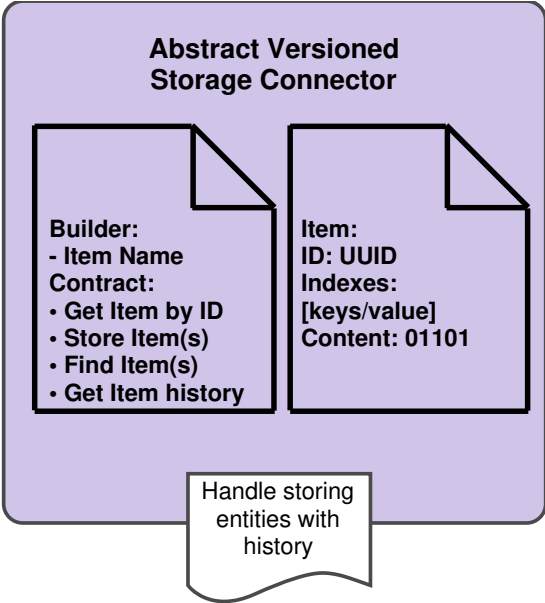 Abstract Versioned
Storage Connector
Builder:
- Item Name
Contract:
• Get Item by ID
• Store Item(s)
• Find Item(s)
• Get Item history
Item:
ID: UUID
Indexes:
[keys/value]
Content: 01101
Handle storing
entities with
history